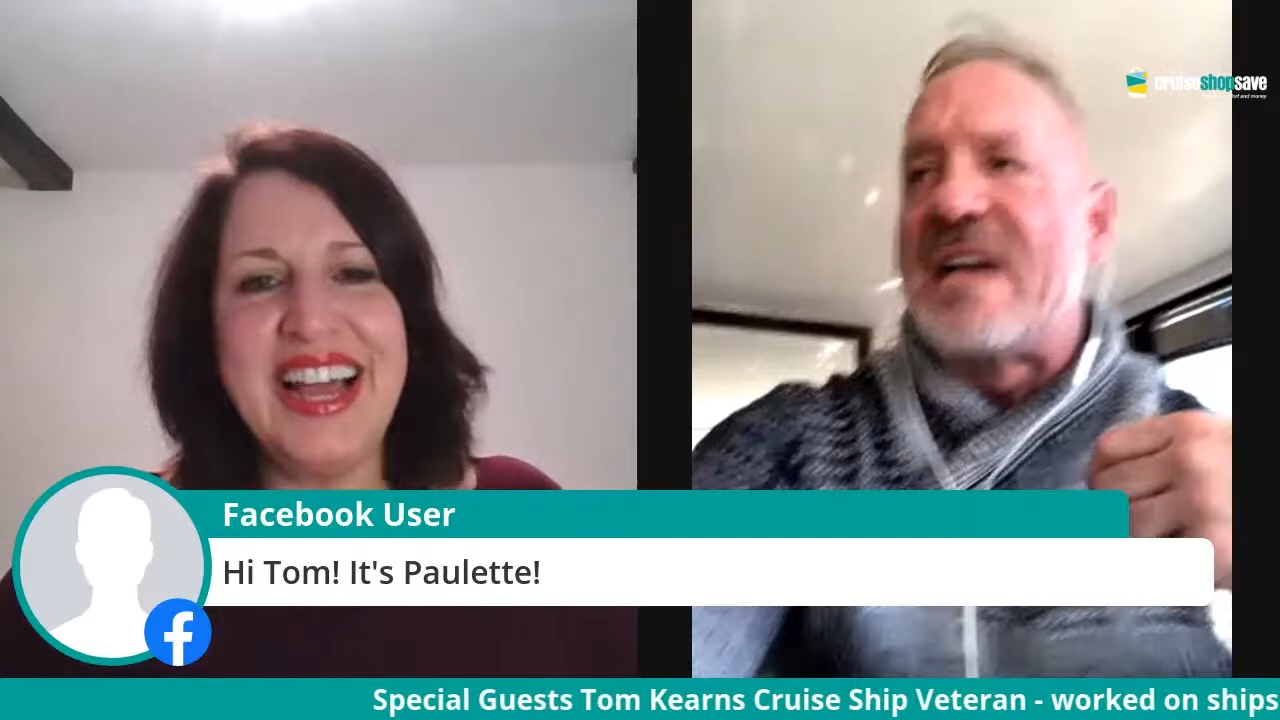 cruiseshopsave
Facebook User
Hi Tom! It's Paulette!
Special Guests Tom Kearns Cruise Ship Veteran - worked on ships